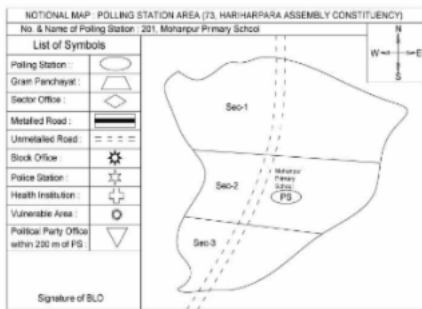 NOTIONAL MAP : POLLING STATION AREA (73, HARIHARPARA ASSEMBLY CONSTITUENCY)
No. & Name of Polling Station : 201, Mohanpur Primary School
List of Symbols
Polling Station :
Gram Panchayat :
Sector Office :
Metalled Road :
Unmetalled Road :
Block Office :
Police Station :
Health Institution :
Vulnerable Area :
Political Party Office
within 200 m of PS :
Signature of BLO
N
W
E
S
Sec-1
Sec-2
Mohanpur
Primary
School
PS
Sec-3